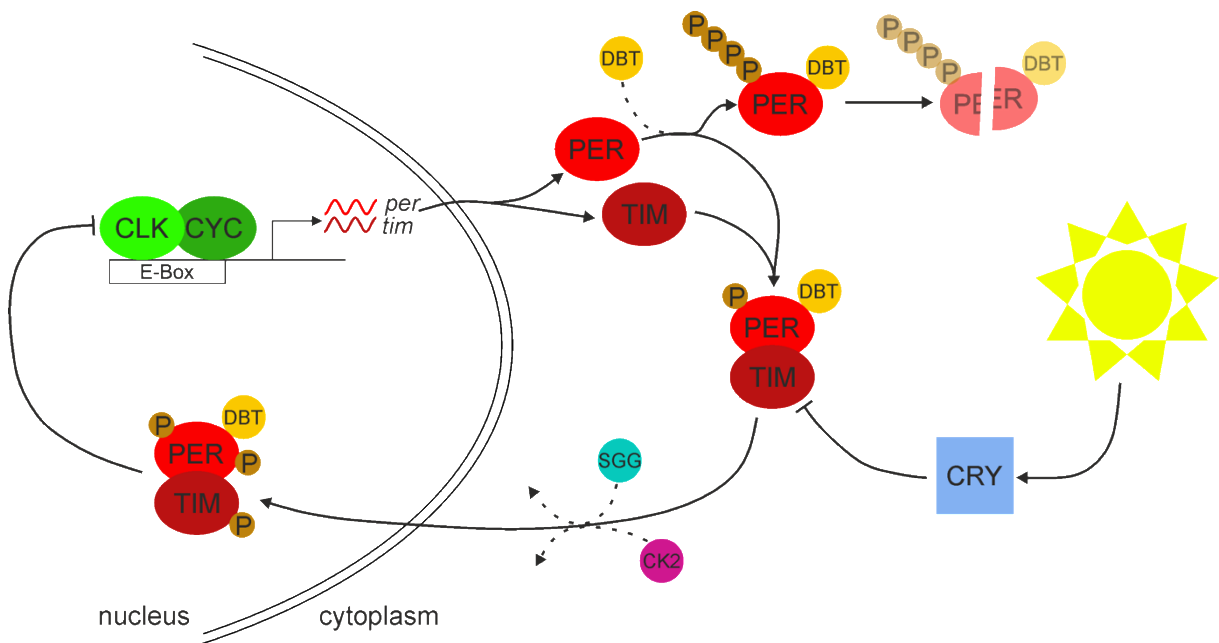 P
P
P
P
DBT
PER
P
P
P
P
DBT
PER
DBT
PER
TIM
per
tim
CLK
CYC
E-Box
P
DBT
PER
TIM
P
DBT
PER
P
TIM
P
SGG
CK2
CRY
nucleus
cytoplasm